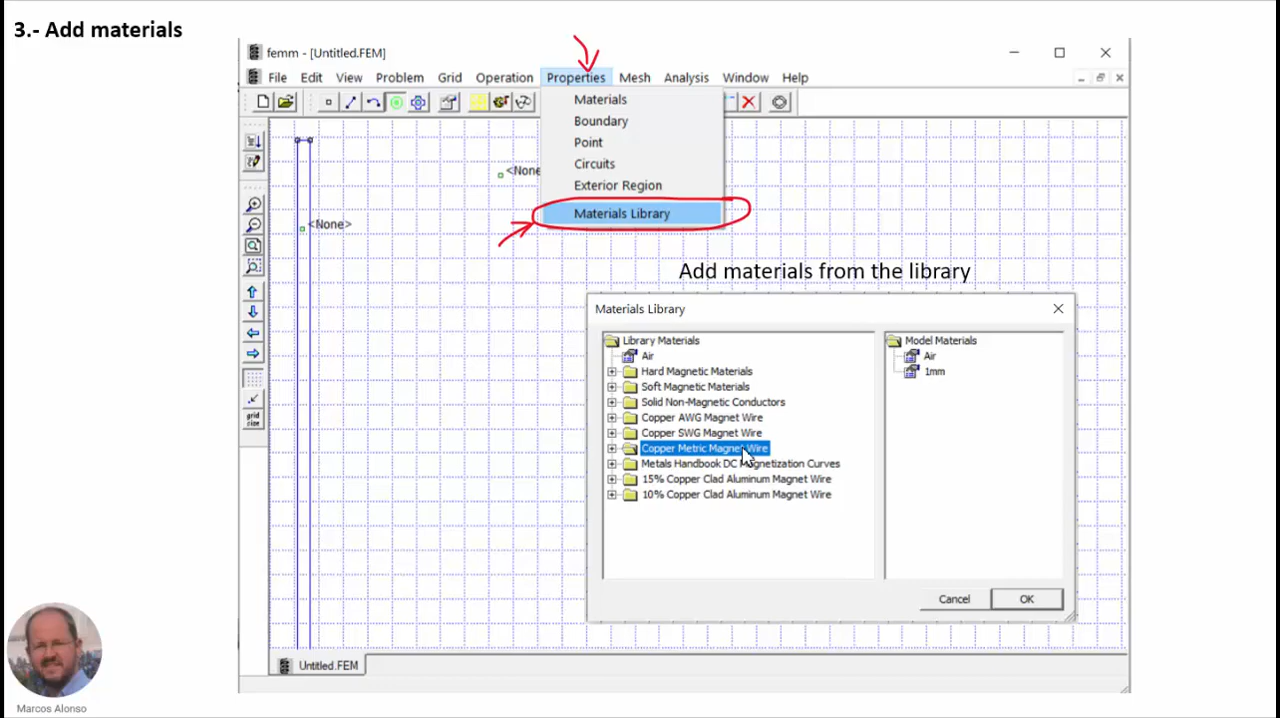 3.- Add materials
femm - [Untitled.FEM]
File Edit View Problem Grid Operation Properties Mesh Analysis Window Help
Materials
Boundary
Point
Circuits
Exterior Region
Materials Library
<None
<None>
grid
size
Add materials from the library
Materials Library
Library Materials
Air
Hard Magnetic Materials
Soft Magnetic Materials
Solid Non-Magnetic Conductors
Copper AWG Magnet Wire
Copper SWG Magnet Wire
Copper Metric Magnet Wire
Metals Handbook DC Magnetization Curves
15% Copper Clad Aluminum Magnet Wire
10% Copper Clad Aluminum Magnet Wire
Model Materials
Air
1mm
Cancel OK
Untitled.FEM
Marcos Alonso